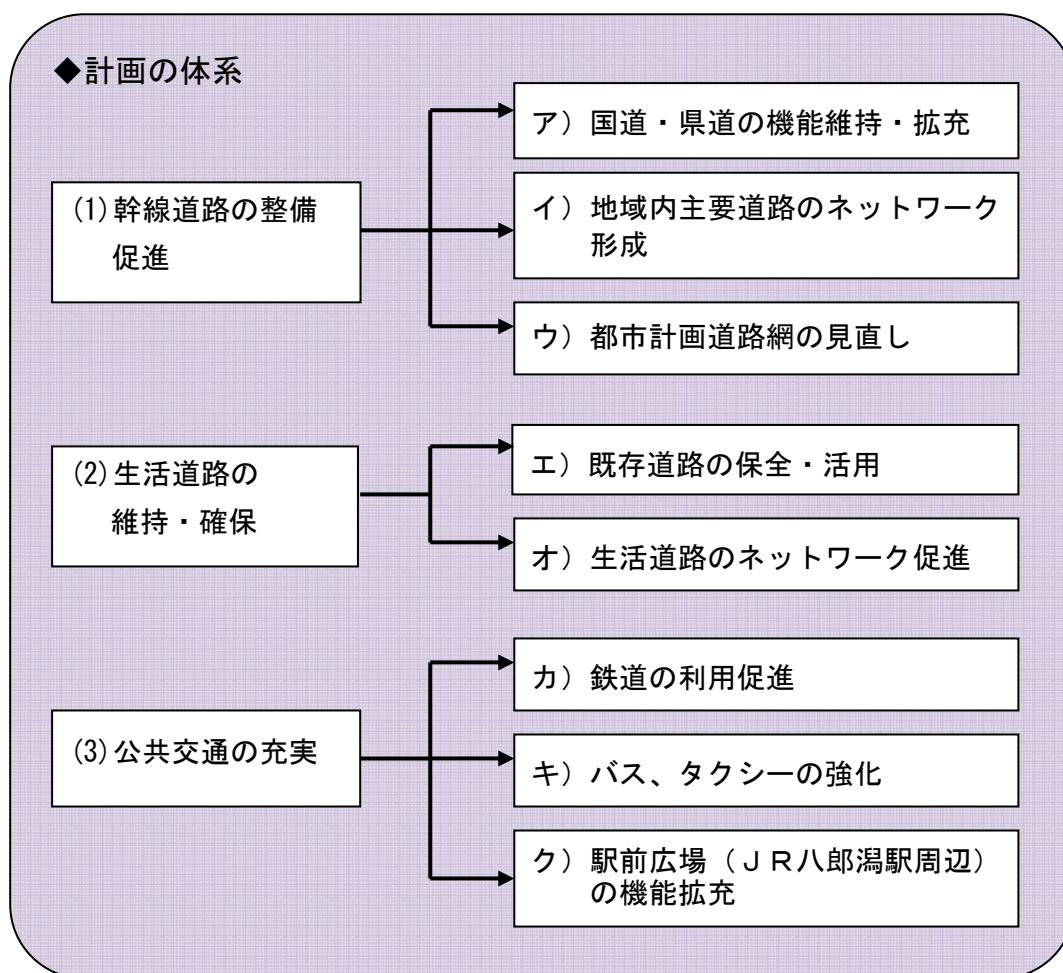 ◆計画の体系
(1)幹線道路の整備
促進
ア）国道・県道の機能維持・拡充
イ）地域内主要道路のネットワーク
形成
ウ）都市計画道路網の見直し
(2)生活道路の
維持・確保
エ）既存道路の保全・活用
オ）生活道路のネットワーク促進
(3)公共交通の充実
カ）鉄道の利用促進
キ）バス、タクシーの強化
ク）駅前広場（ＪＲ八郎潟駅周辺）
の機能拡充